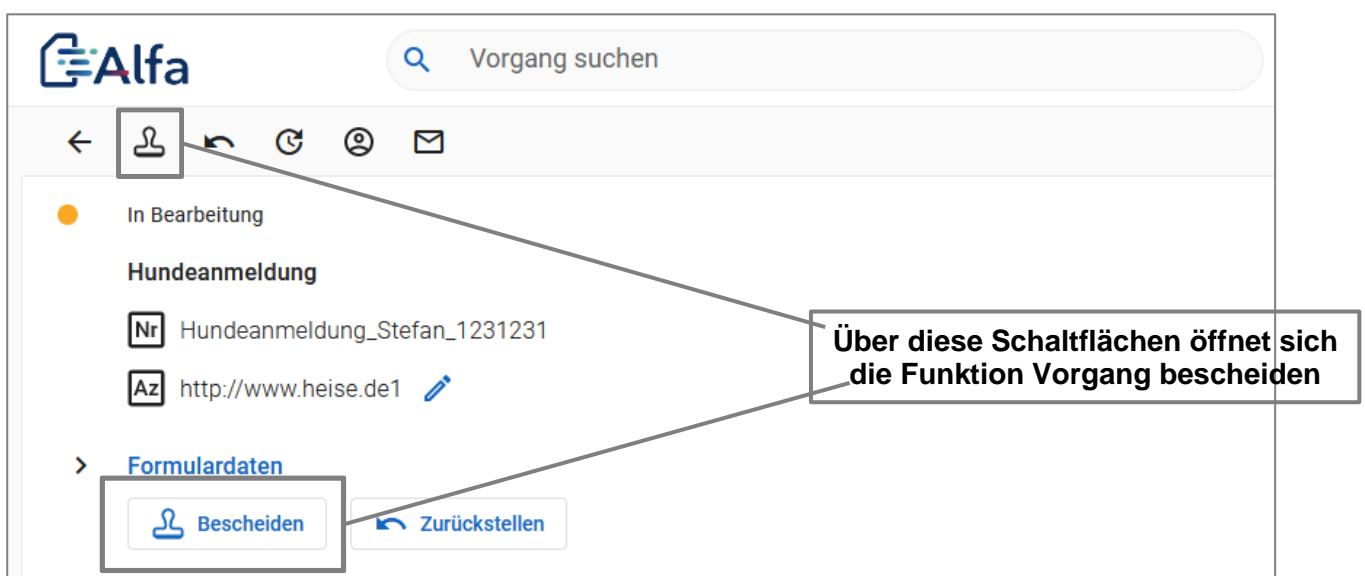 Alfa
Vorgang suchen
In Bearbeitung
Hundeanmeldung
Nr Hundeanmeldung_Stefan_1231231
Az http://www.heise.de1
Über diese Schaltflächen öffnet sich
die Funktion Vorgang bescheiden
Formulardaten
Bescheiden Zurückstellen